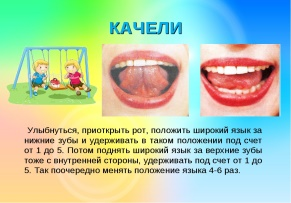 КАЧЕЛИ
Улыбнуться, приоткрыть рот, положить широкий язык за
нижние зубы и удерживать в таком положении под счет
от 1 до 5. Потом поднять широкий язык за верхние зубы
тоже с внутренней стороны, удерживать под счет от 1 до
5. Так поочередно менять положение языка 4-6 раз.